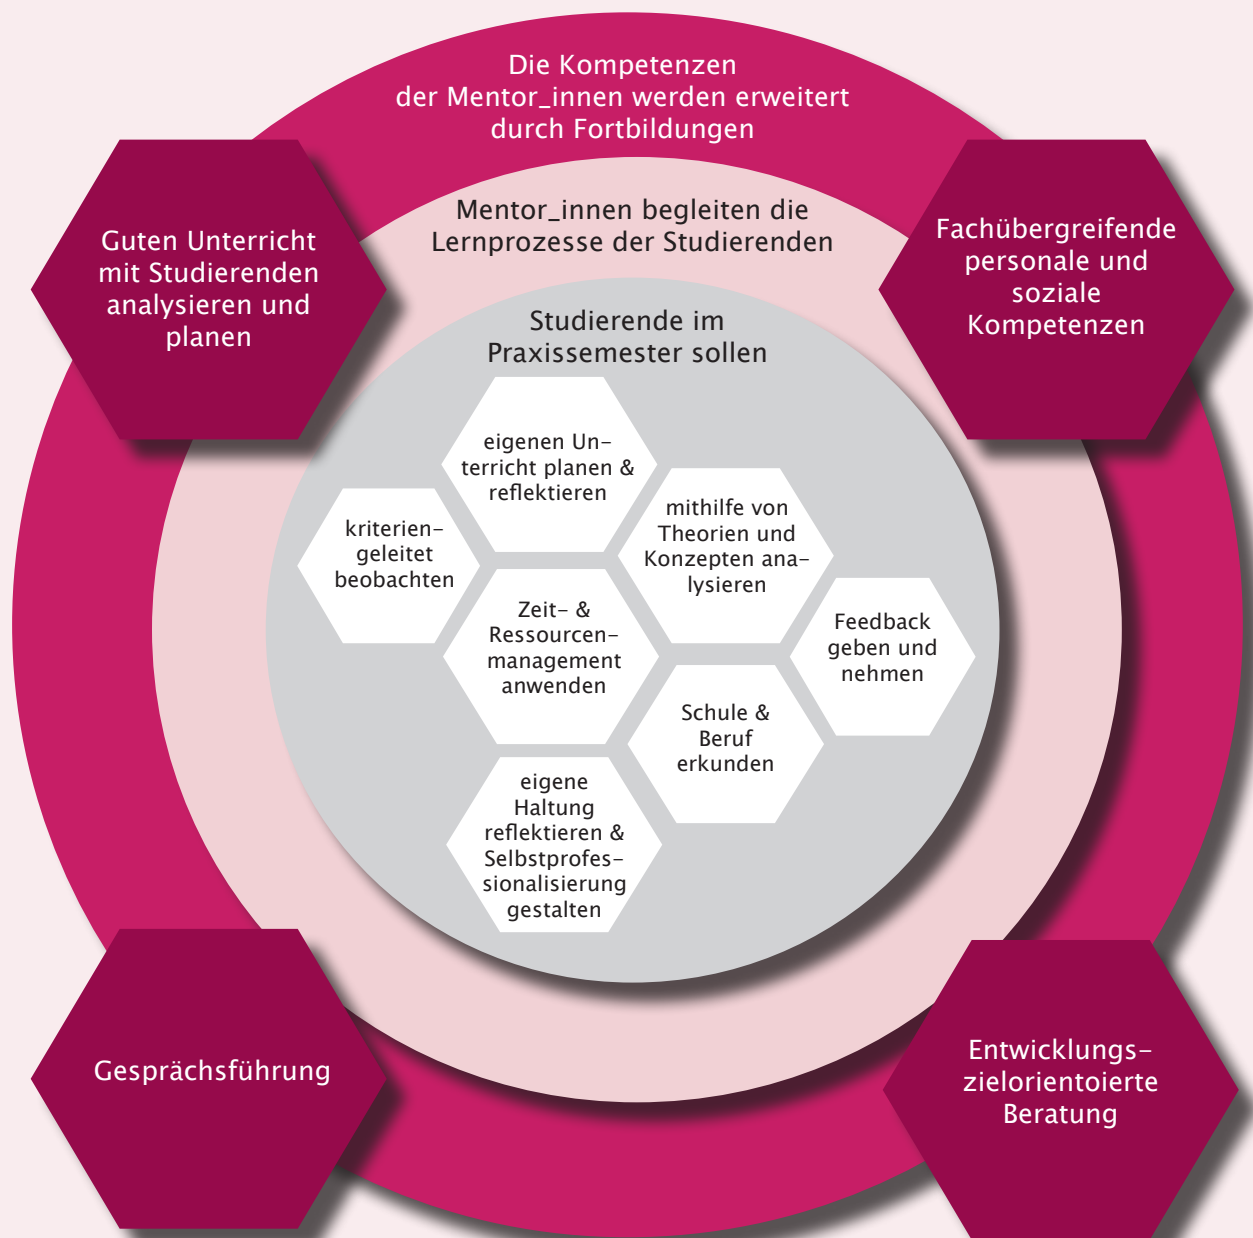 Die Kompetenzen
der Mentor_innen werden erweitert
durch Fortbildungen
Mentor_innen begleiten die
Lernprozesse der Studierenden
Guten Unterricht
mit Studierenden
analysieren und
planen
Fachübergreifende
personale und
soziale
Kompetenzen
Studierende im
Praxissemester sollen
eigenen Un-
terricht planen &
reflektieren
kriterien-
geleitet
beobachten
mithilfe von
Theorien und
Konzepten ana-
lysieren
Zeit- &
Ressourcen-
management
anwenden
Feedback
geben und
nehmen
Schule &
Beruf
erkunden
eigene
Haltung
reflektieren &
Selbstprofes-
sionalisierung
gestalten
Gesprächsführung
Entwicklungs-
zielorientoierte
Beratung